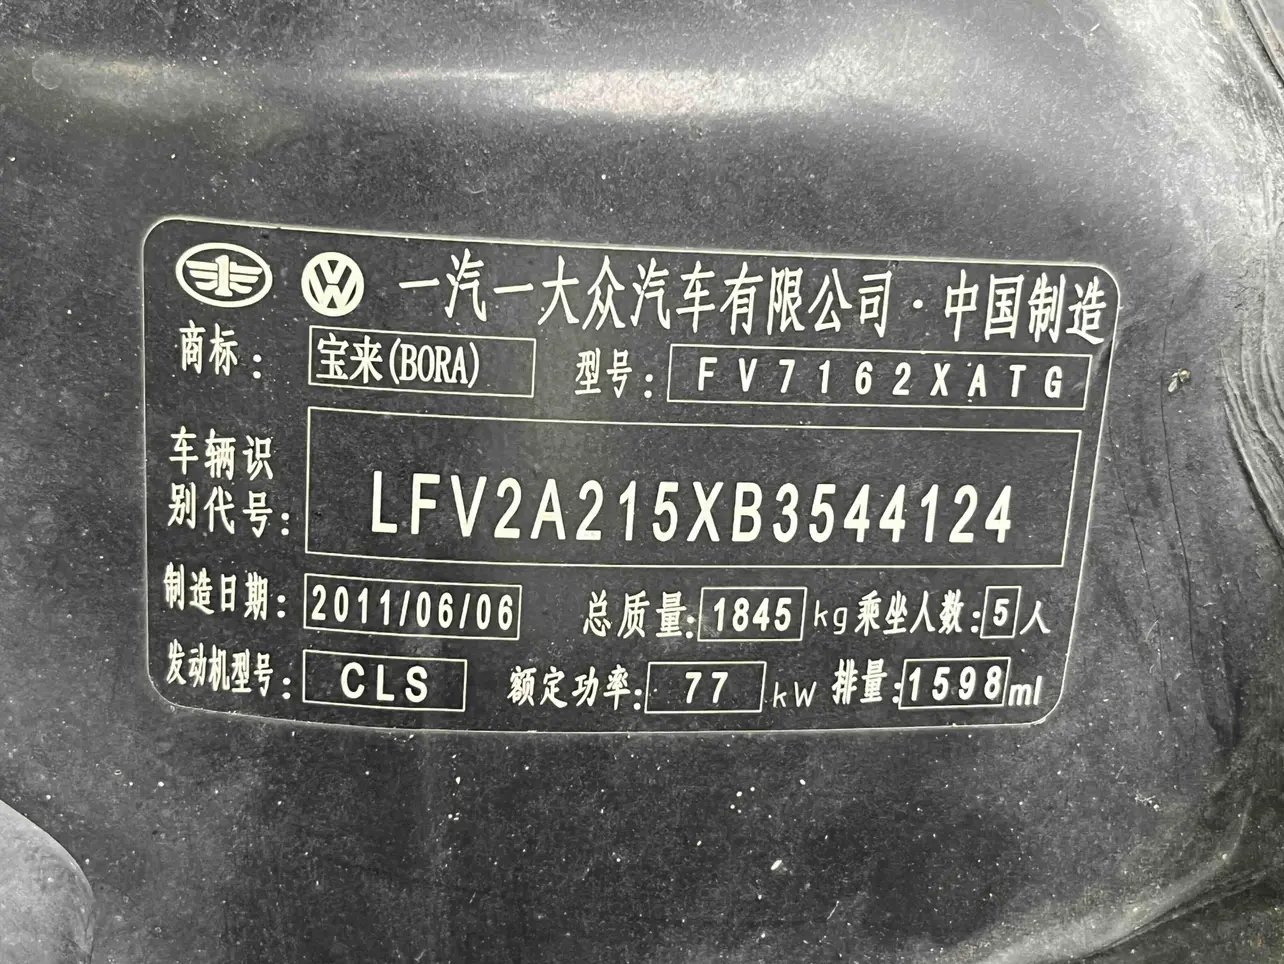 一汽一大众汽车有限公司·中国制造
商标: 宝来(BORA) 型号: FV7162XATG
车辆识别代号: LFV2A215XB3544124
制造日期: 2011/06/06 总质量: 1845 kg 乘坐人数: 5 人
发动机型号: CLS 额定功率: 77 kW 排量: 1598 ml